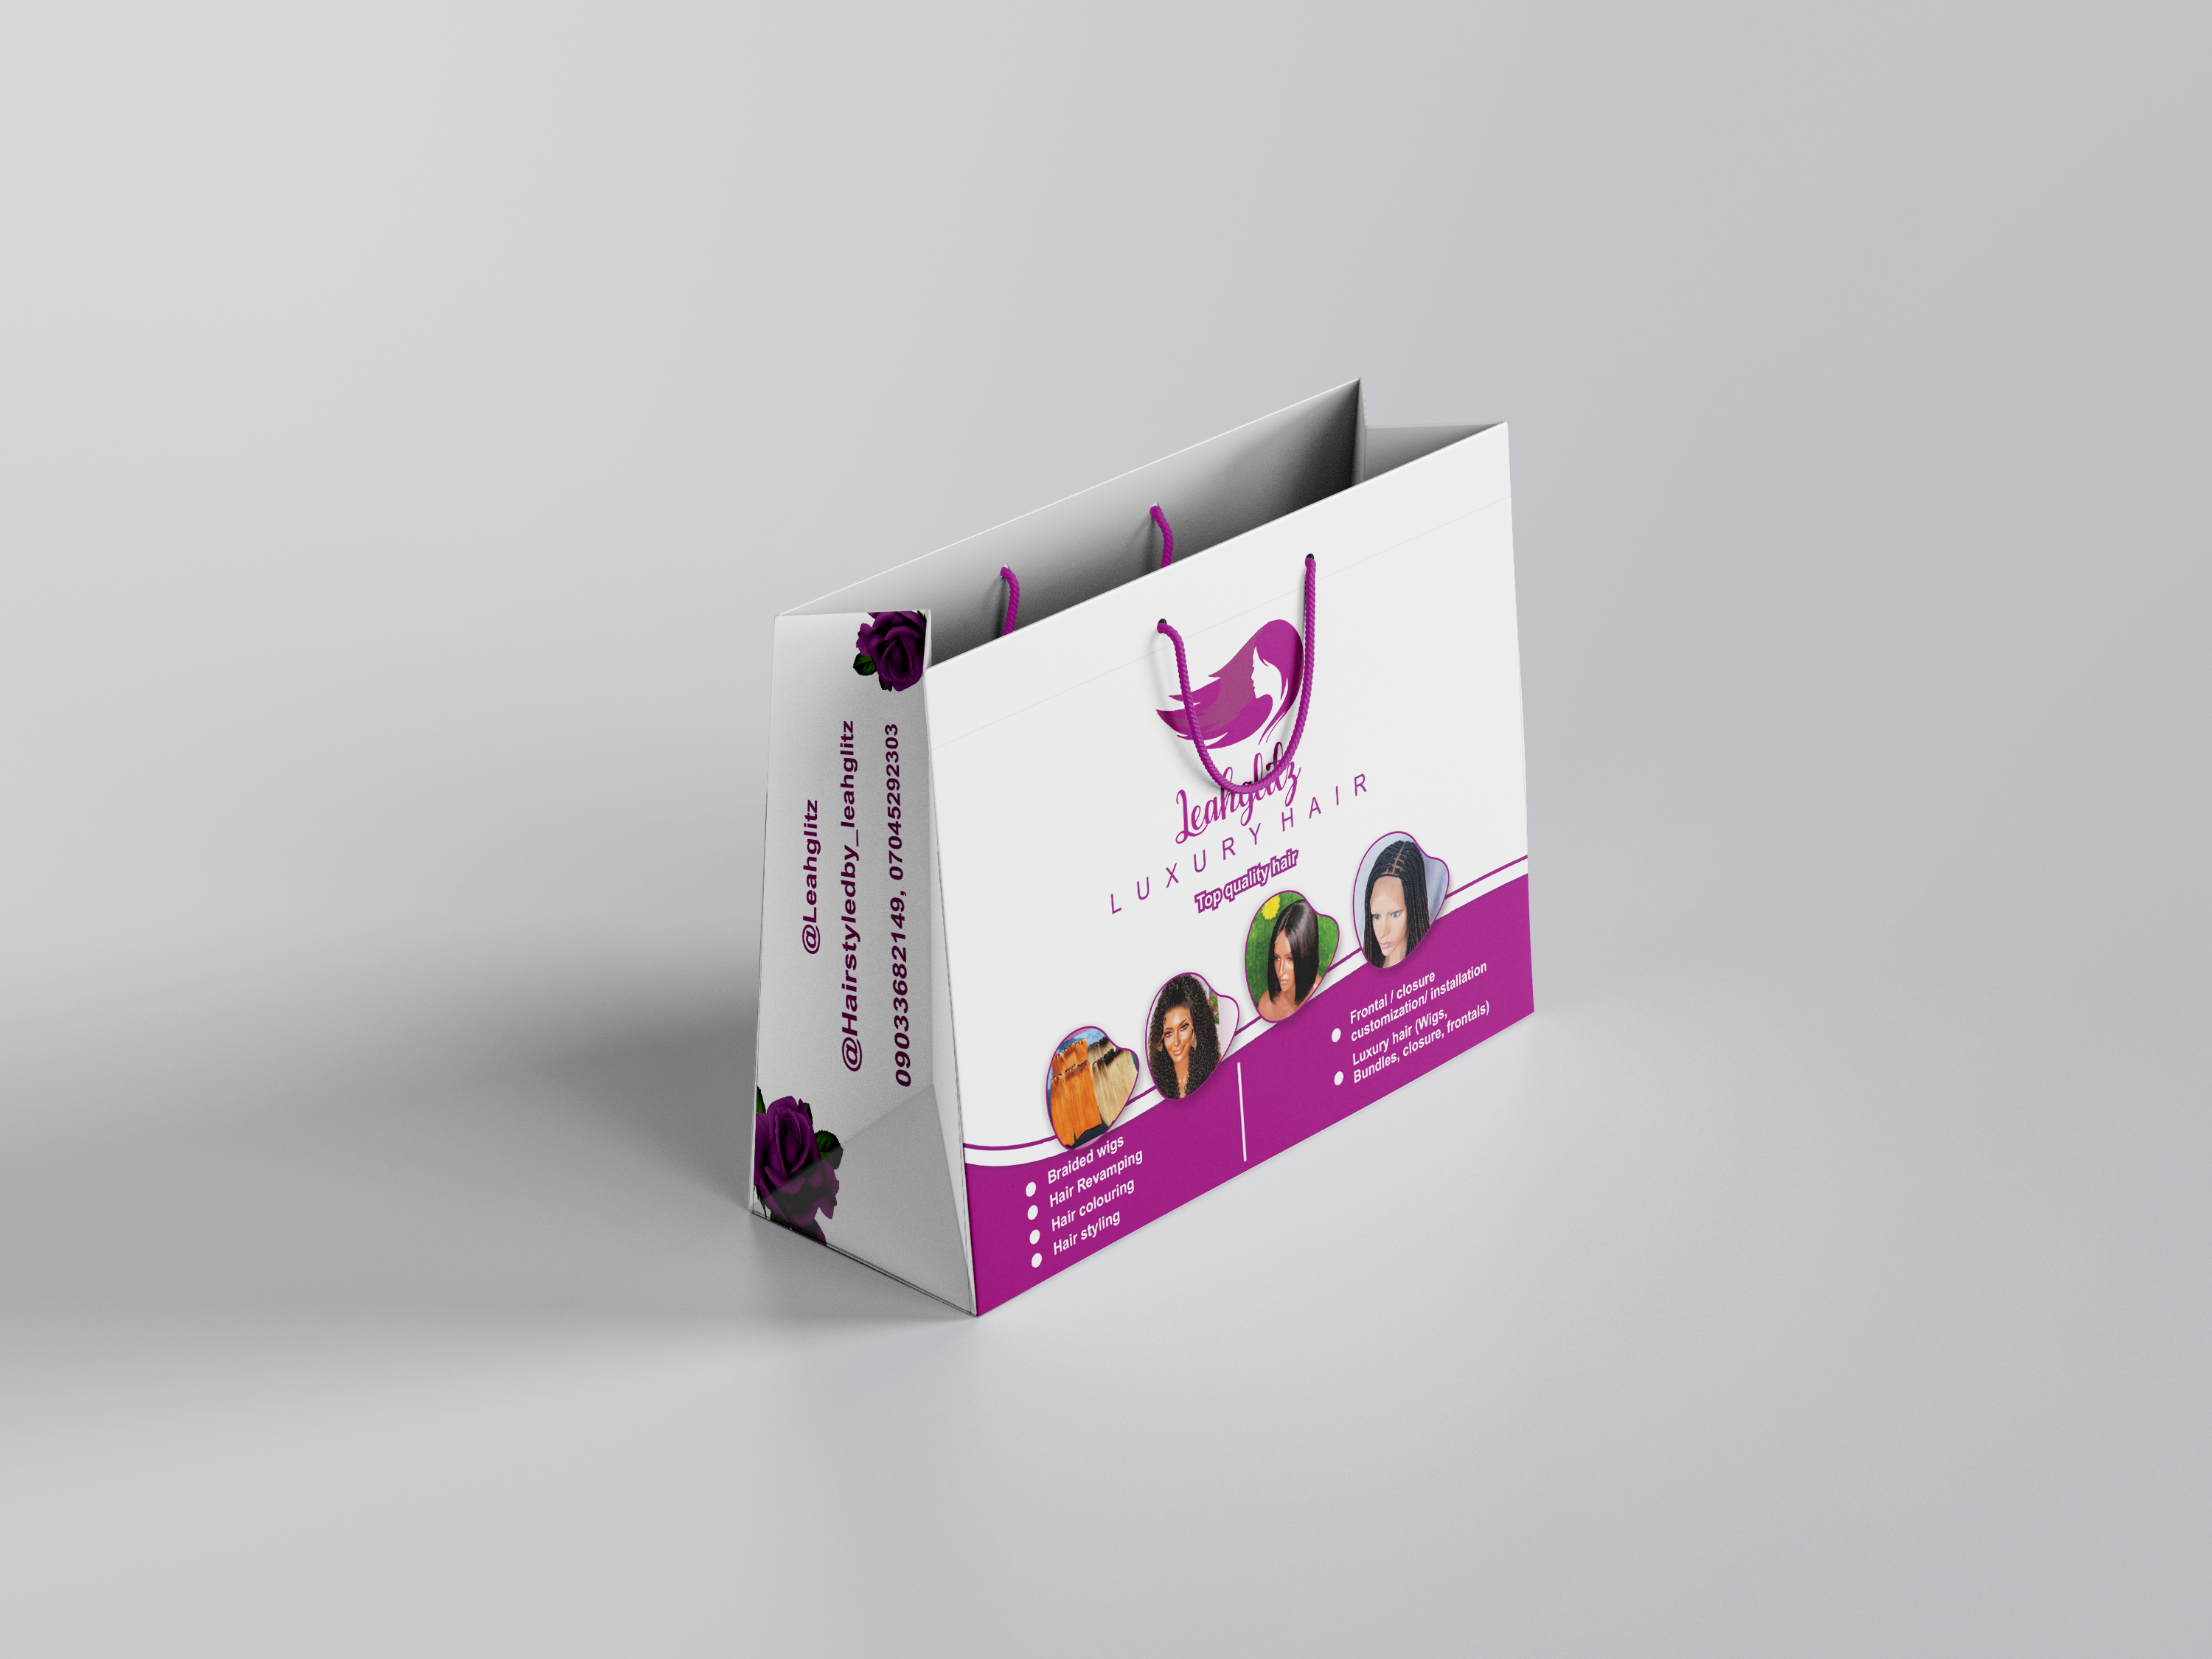 @Leahglitz
@Hairstyledby_leahglitz
09033682149, 07045292303
Leahglitz
LUXURY HAIR
Top quality hair
Braided wigs
Hair Revamping
Hair colouring
Hair styling
Frontal / closure
customization/ installation
Luxury hair (Wigs,
Bundles, closure, frontals)